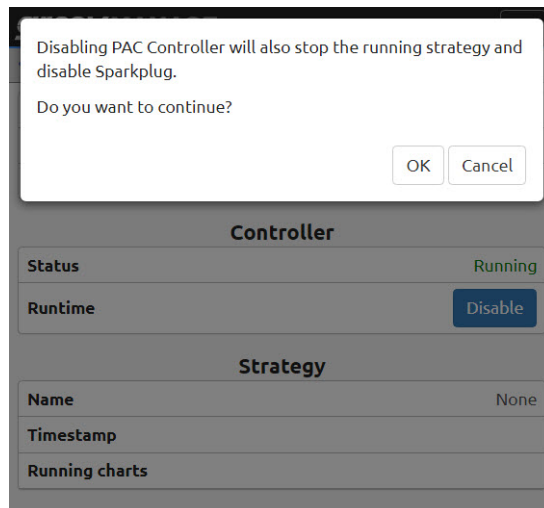 Disabling PAC Controller will also stop the running strategy and
disable Sparkplug.
Do you want to continue?
OK Cancel
Controller
Status Running
Runtime Disable
Strategy
Name None
Timestamp
Running charts